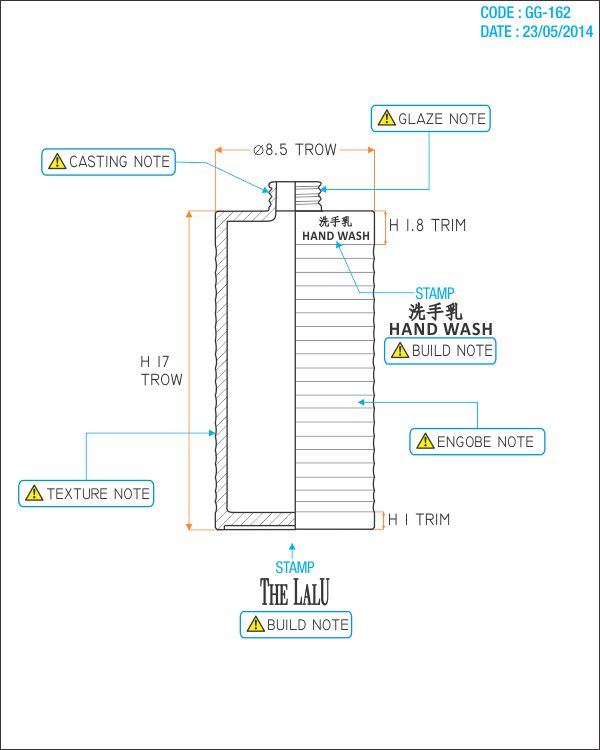 CODE : GG-162
DATE : 23/05/2014
GLAZE NOTE
⌀8.5 TROW
CASTING NOTE
洗手乳
HAND WASH
H 1.8 TRIM
STAMP
洗手乳
HAND WASH
BUILD NOTE
H 17
TROW
ENGOBE NOTE
TEXTURE NOTE
H 1 TRIM
STAMP
THE LALU
BUILD NOTE